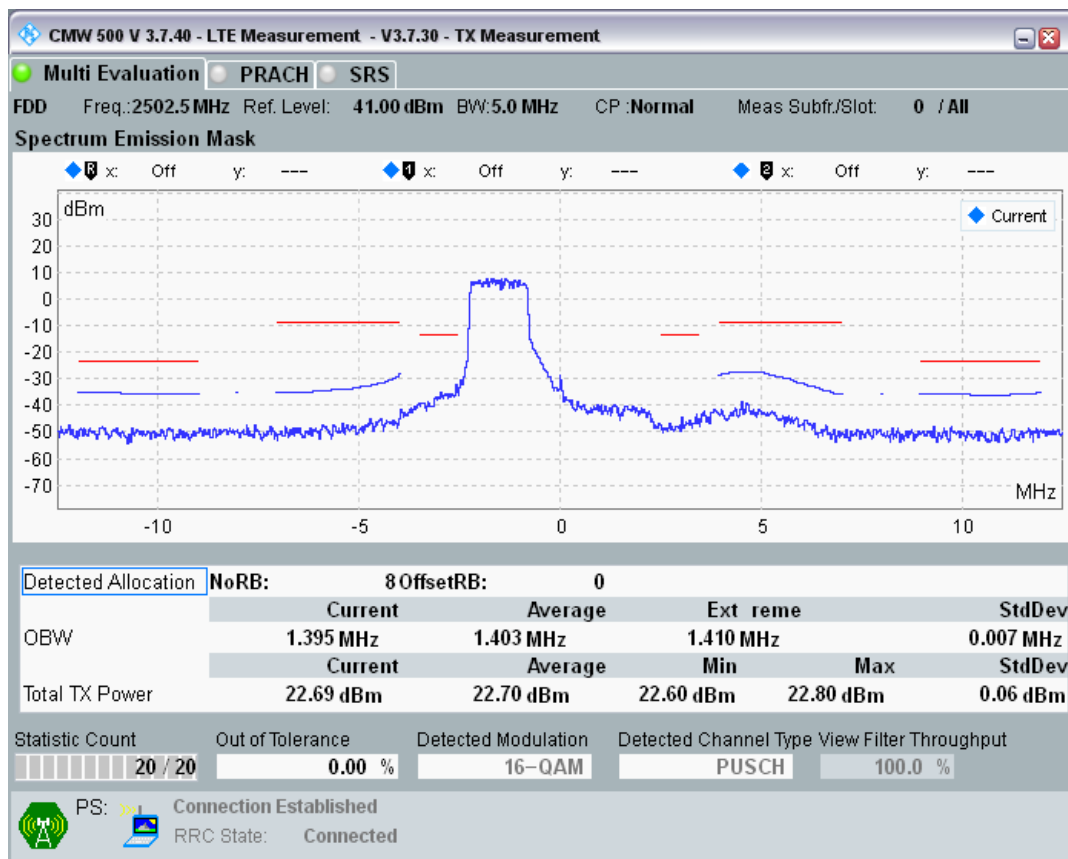 CMW 500 V 3.7.40 - LTE Measurement - V3.7.30 - TX Measurement
Multi Evaluation PRACH SRS
FDD Freq.:2502.5 MHz Ref. Level: 41.00 dBm BW:5.0 MHz CP :Normal Meas Subfr./Slot: 0 / All
Spectrum Emission Mask
R x: Off y: --- 1 x: Off y: --- 2 x: Off y: ---
dBm
Current
30
20
10
0
-10
-20
-30
-40
-50
-60
-70
MHz
-10 -5 0 5 10
Detected Allocation NoRB: 8 OffsetRB: 0
Current Average Ext reme StdDev
OBW 1.395 MHz 1.403 MHz 1.410 MHz 0.007 MHz
Current Average Min Max StdDev
Total TX Power 22.69 dBm 22.70 dBm 22.60 dBm 22.80 dBm 0.06 dBm
Statistic Count Out of Tolerance Detected Modulation Detected Channel Type View Filter Throughput
20 / 20 0.00 % 16-QAM PUSCH 100.0 %
PS: Connection Established
RRC State: Connected